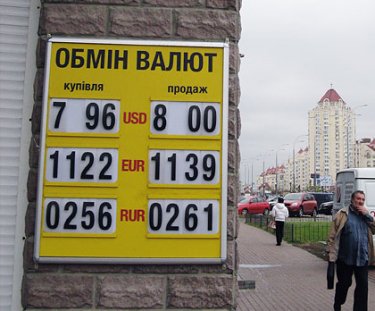 ОБМІН ВАЛЮТ
купівля продаж
7 96 USD 8 00
1122 EUR 1139
0256 RUR 0261